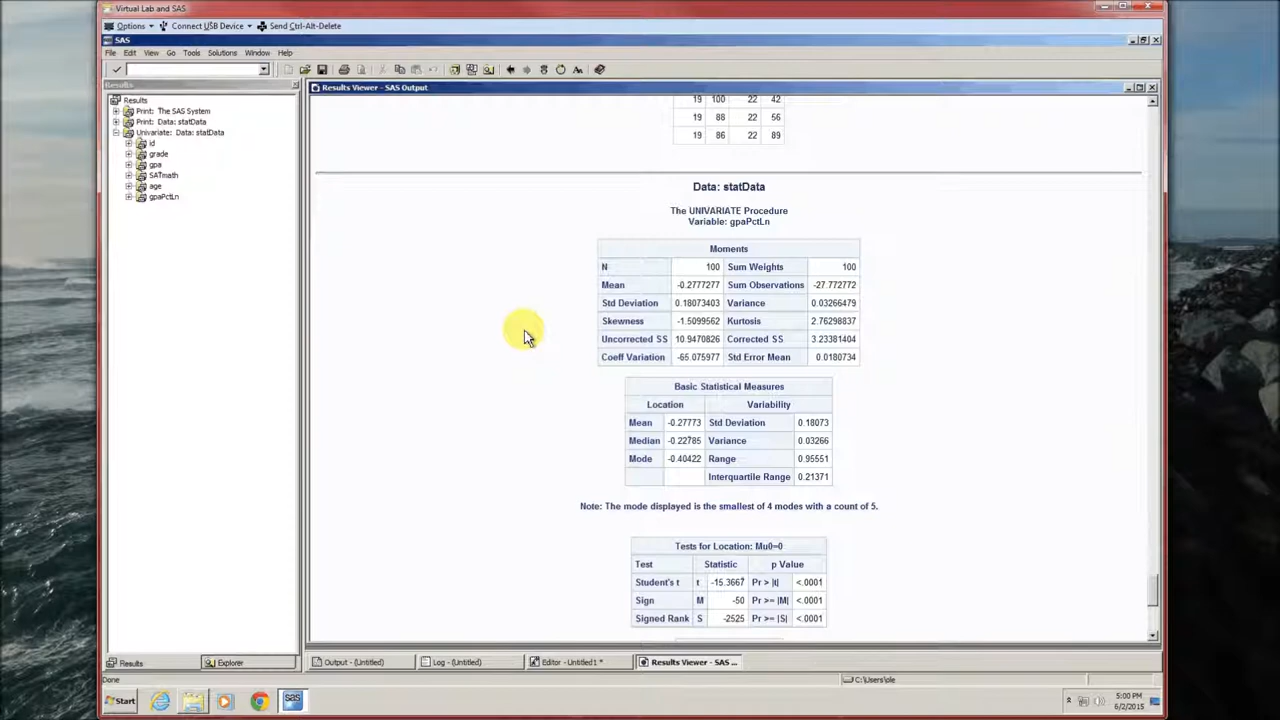 Virtual Lab and SAS
Options Connect USB Device Send Ctrl-Alt-Delete
SAS
File Edit View Go Tools Solutions Window Help
Results
Results Viewer - SAS Output
Results
Print: The SAS System
Print: Data: statData
Univariate: Data: statData
id
grade
gpa
SATmath
age
gpaPctLn
19 100 22 42
19 88 22 56
19 86 22 89
Data: statData
The UNIVARIATE Procedure
Variable: gpaPctLn
Moments
N 100 Sum Weights 100
Mean -0.2777277 Sum Observations -27.772772
Std Deviation 0.18073403 Variance 0.03266479
Skewness -1.5099562 Kurtosis 2.76298837
Uncorrected SS 10.9470826 Corrected SS 3.23381404
Coeff Variation -65.075977 Std Error Mean 0.0180734
Basic Statistical Measures
Location Variability
Mean -0.27773 Std Deviation 0.18073
Median -0.22785 Variance 0.03266
Mode -0.40422 Range 0.95551
Interquartile Range 0.21371
Note: The mode displayed is the smallest of 4 modes with a count of 5.
Tests for Location: Mu0=0
Test Statistic p Value
Student's t t -15.3667 Pr > |t| <.0001
Sign M -50 Pr >= |M| <.0001
Signed Rank S -2525 Pr >= |S| <.0001
Results Explorer
Output - (Untitled) Log - (Untitled) Editor - Untitled1 * Results Viewer - SAS ...
Done C:\Users\ple
Start 5:00 PM
6/2/2015